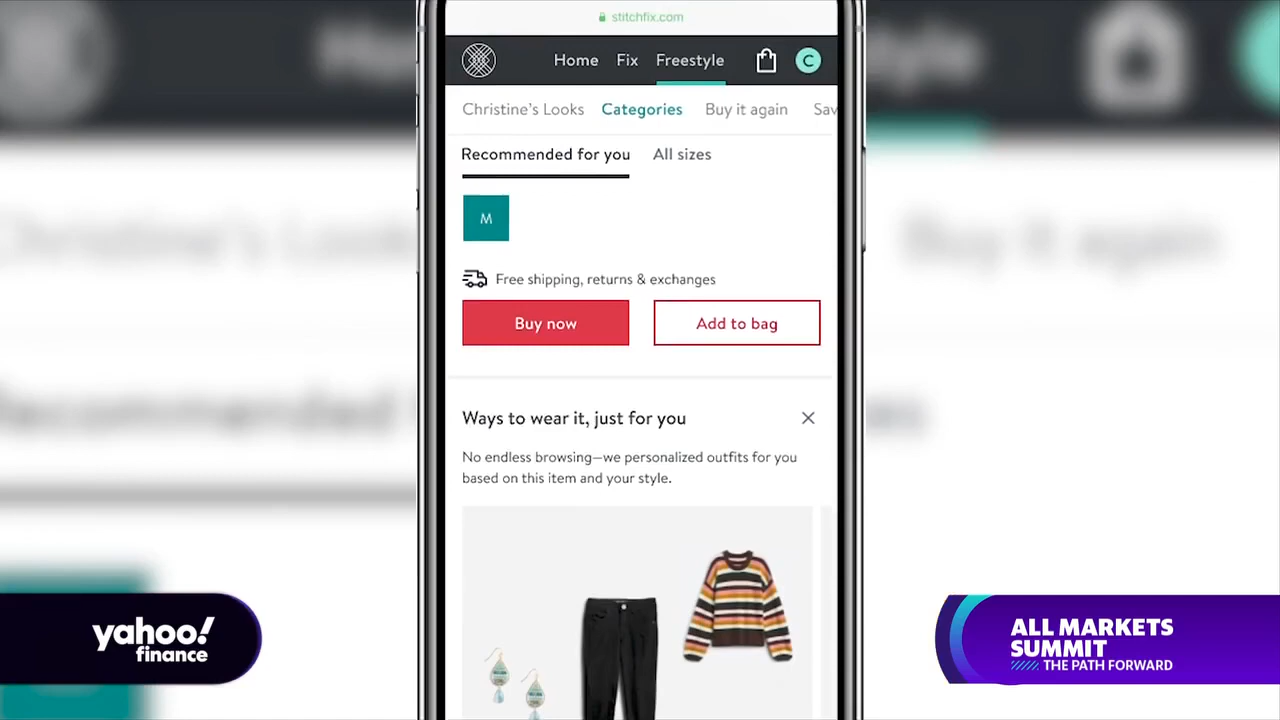 stitchfix.com
Home Fix Freestyle C
Christine's Looks Categories Buy it again Sav
Recommended for you All sizes
M
Free shipping, returns & exchanges
Buy now Add to bag
Ways to wear it, just for you
No endless browsing—we personalized outfits for you
based on this item and your style.
yahoo!
finance
ALL MARKETS
SUMMIT
THE PATH FORWARD